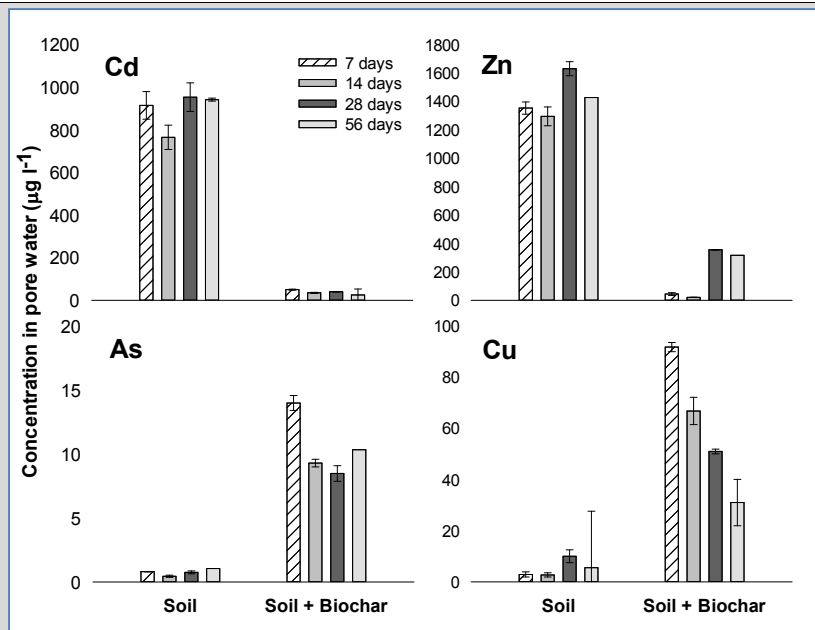 Concentration in pore water (µg l-1)
Cd
1200
1000
800
600
400
200
0
7 days
14 days
28 days
56 days
Zn
1800
1600
1400
1200
1000
800
600
400
200
0
As
20
15
10
5
0
Soil
Soil + Biochar
Cu
100
80
60
40
20
0
Soil
Soil + Biochar